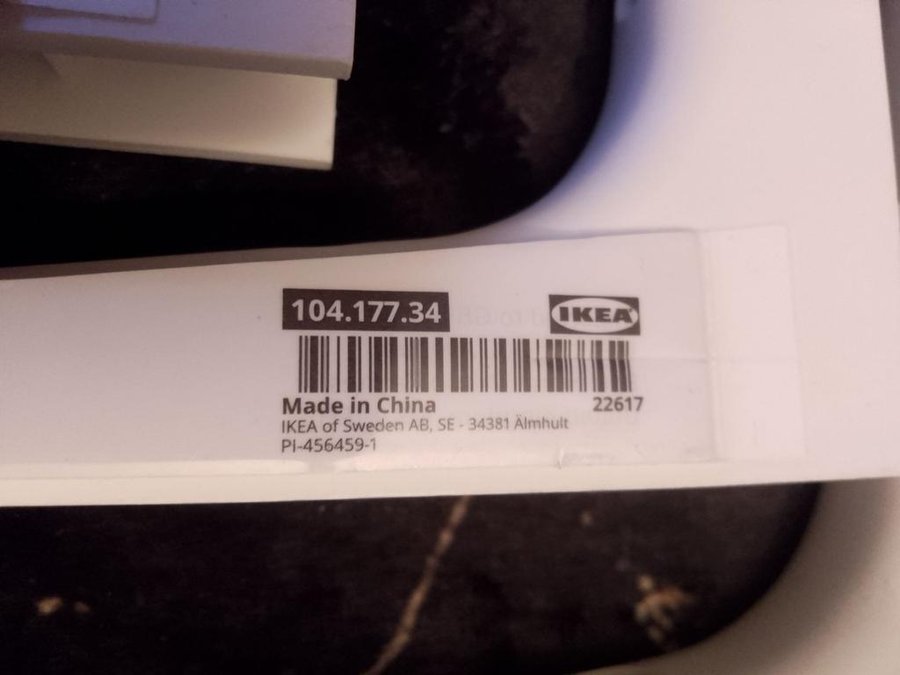 104.177.34 IKEA
Made in China 22617
IKEA of Sweden AB, SE - 34381 Älmhult
PI-456459-1